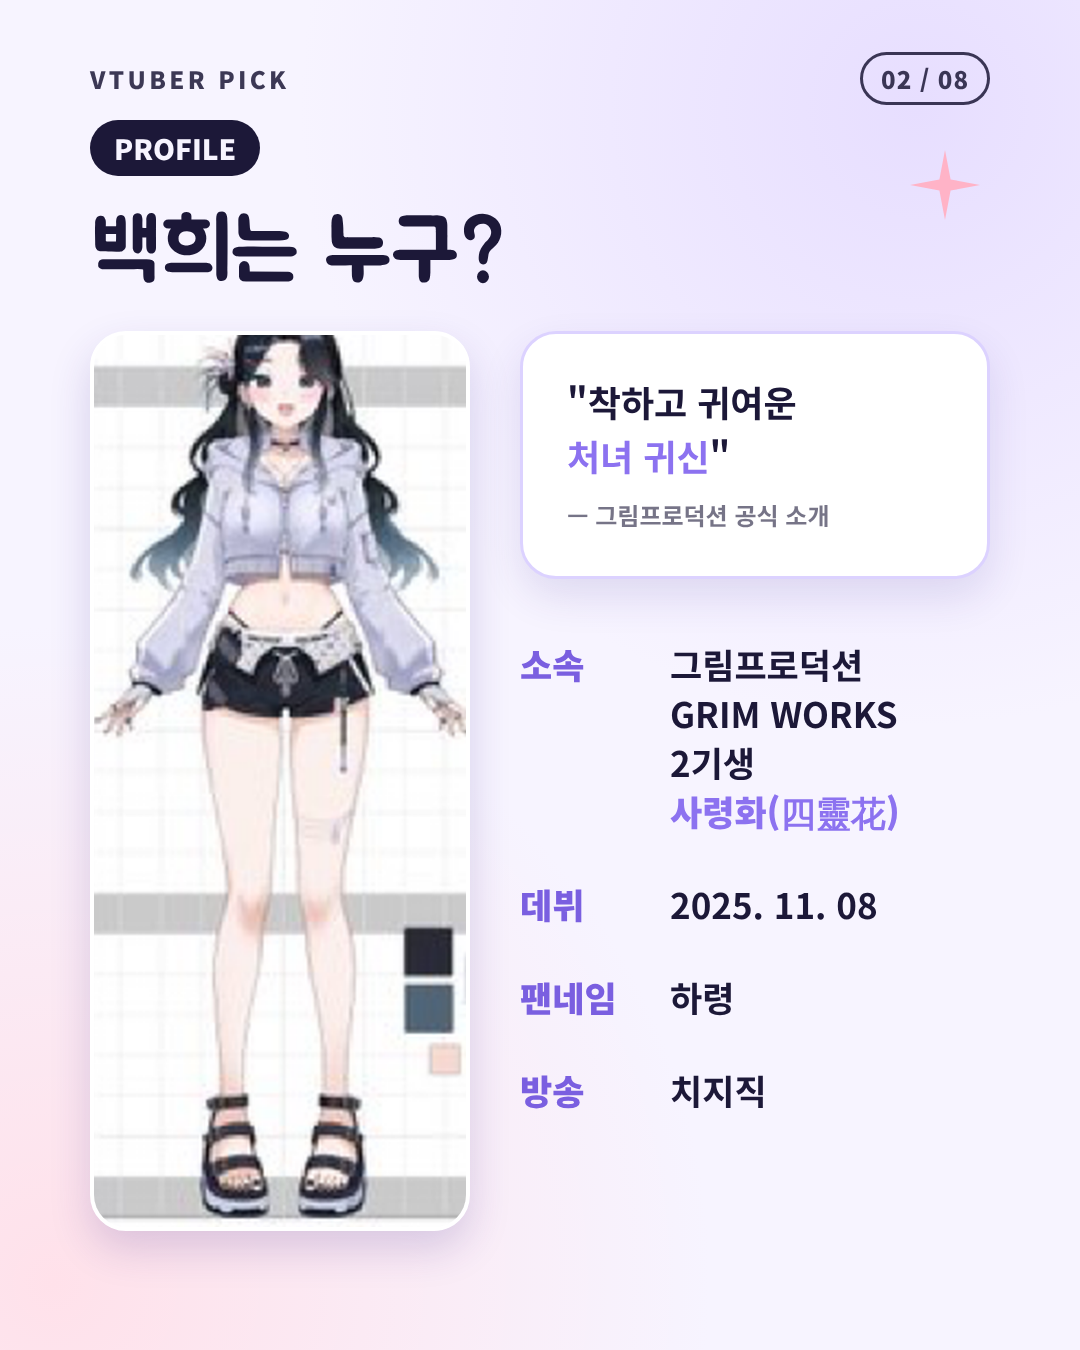 VTUBER PICK
02 / 08
PROFILE
백희는 누구?
"착하고 귀여운
처녀 귀신"
— 그림프로덕션 공식 소개
소속 그림프로덕션
GRIM WORKS
2기생
사령화(四靈花)
데뷔 2025. 11. 08
팬네임 하령
방송 치지직